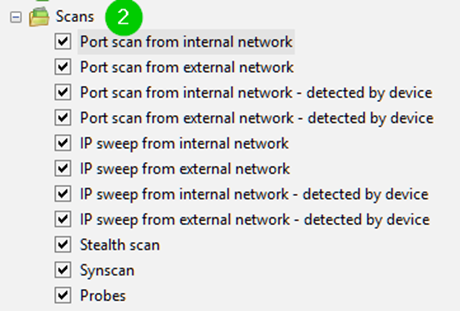 Scans 2
Port scan from internal network
Port scan from external network
Port scan from internal network - detected by device
Port scan from external network - detected by device
IP sweep from internal network
IP sweep from external network
IP sweep from internal network - detected by device
IP sweep from external network - detected by device
Stealth scan
Synscan
Probes